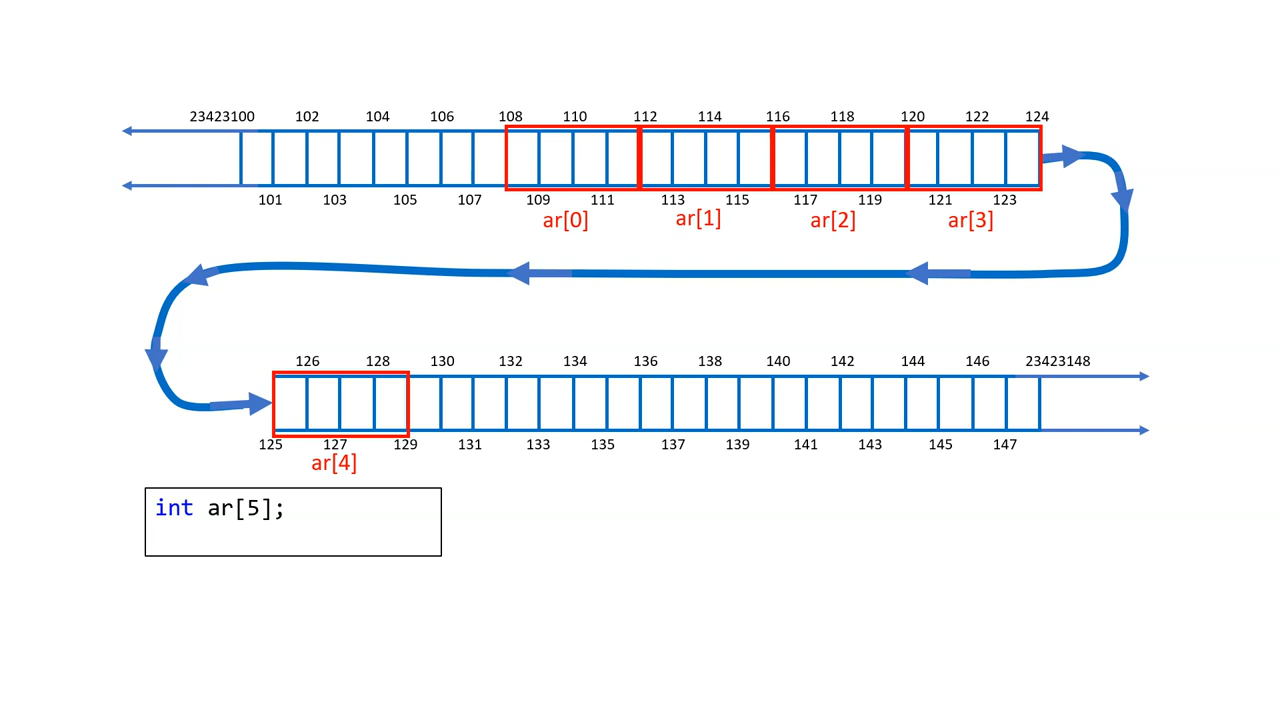 23423100 102 104 106 108 110 112 114 116 118 120 122 124
101 103 105 107 109 111 113 115 117 119 121 123
ar[0] ar[1] ar[2] ar[3]
126 128 130 132 134 136 138 140 142 144 146 23423148
125 127 129 131 133 135 137 139 141 143 145 147
ar[4]
int ar[5];